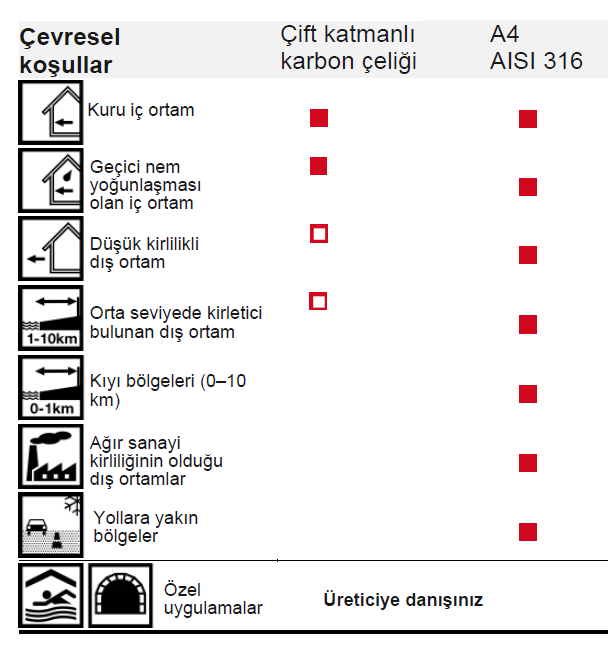 Çevresel
koşullar
Çift katmanlı
karbon çeliği
A4
AISI 316
Kuru iç ortam
Geçici nem
yoğunlaşması
olan iç ortam
Düşük kirlilikli
dış ortam
1-10km
Orta seviyede kirletici
bulunan dış ortam
0-1km
Kıyı bölgeleri (0–10
km)
Ağır sanayi
kirliliğinin olduğu
dış ortamlar
Yollara yakın
bölgeler
Özel
uygulamalar
Üreticiye danışınız